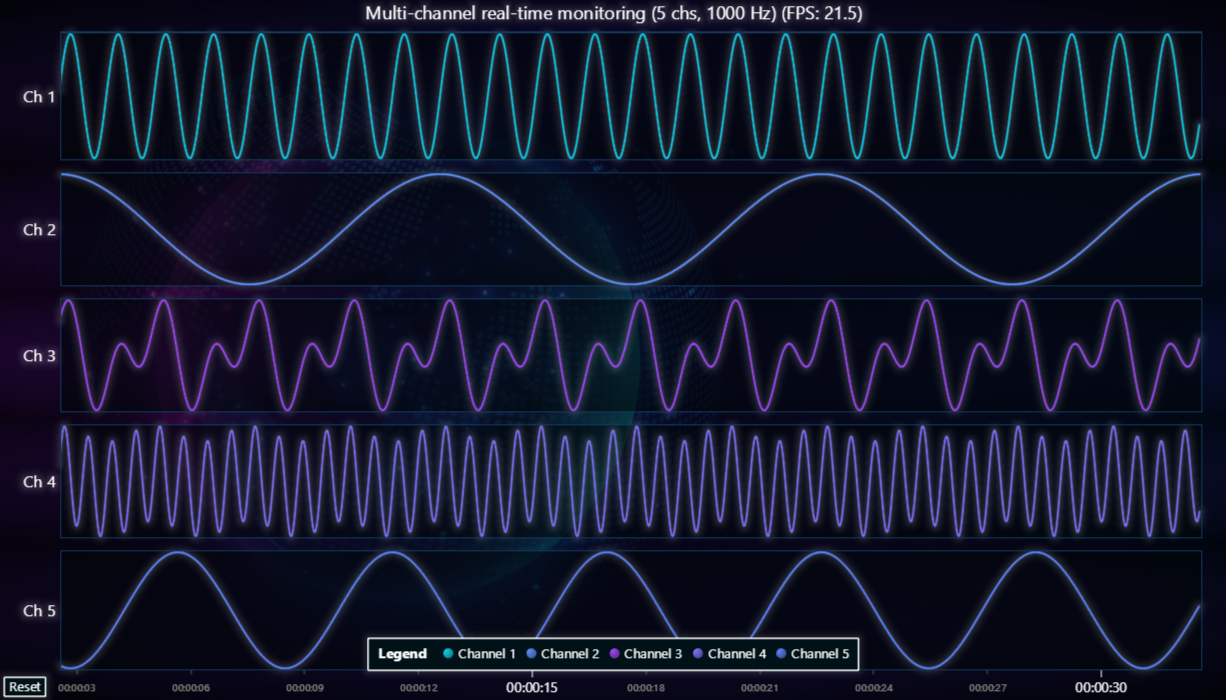 Multi-channel real-time monitoring (5 chs, 1000 Hz) (FPS: 21.5)
Ch 1
Ch 2
Ch 3
Ch 4
Ch 5
Legend Channel 1 Channel 2 Channel 3 Channel 4 Channel 5
Reset 00:00:03 00:00:06 00:00:09 00:00:12 00:00:15 00:00:18 00:00:21 00:00:24 00:00:27 00:00:30